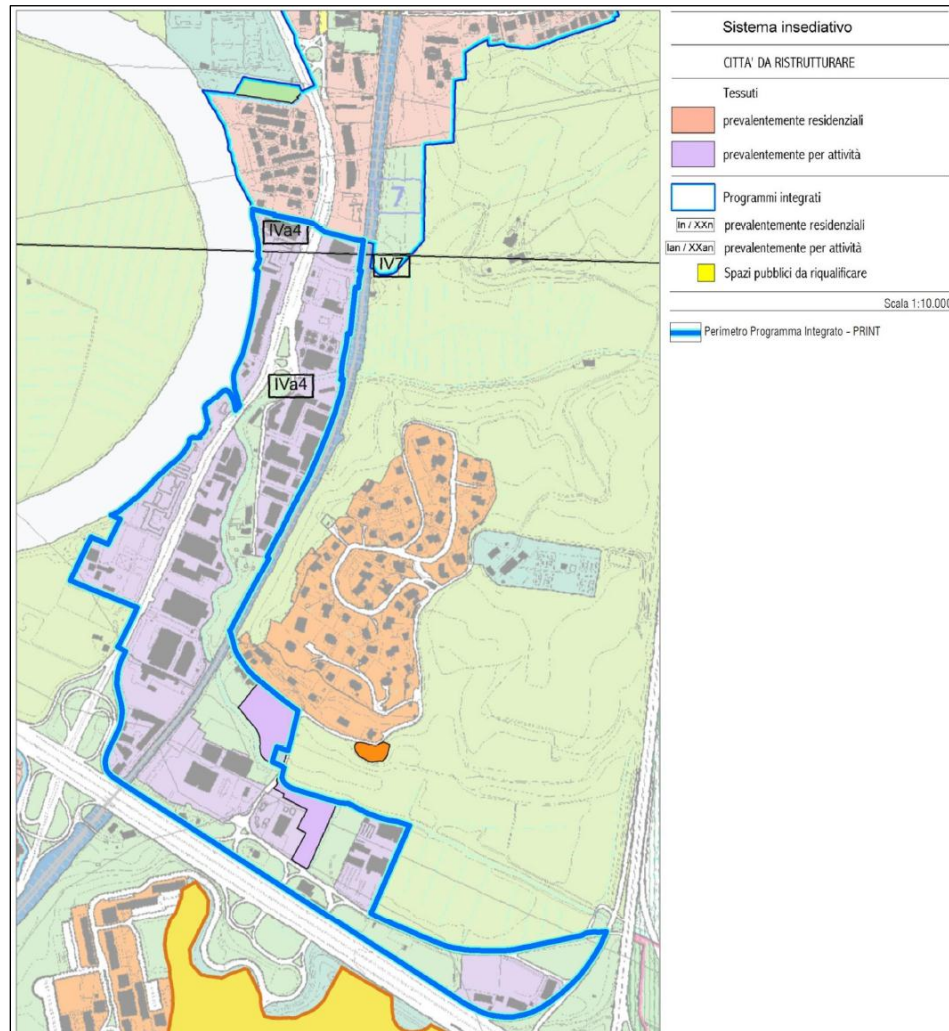 Sistema insediativo
CITTA' DA RISTRUTTURARE
Tessuti
prevalentemente residenziali
prevalentemente per attività
Programmi integrati
In / XXn prevalentemente residenziali
Ian / XXan prevalentemente per attività
Spazi pubblici da riqualificare
Scala 1:10.000
Perimetro Programma Integrato - PRINT
7
IVa4
IV7
IVa4